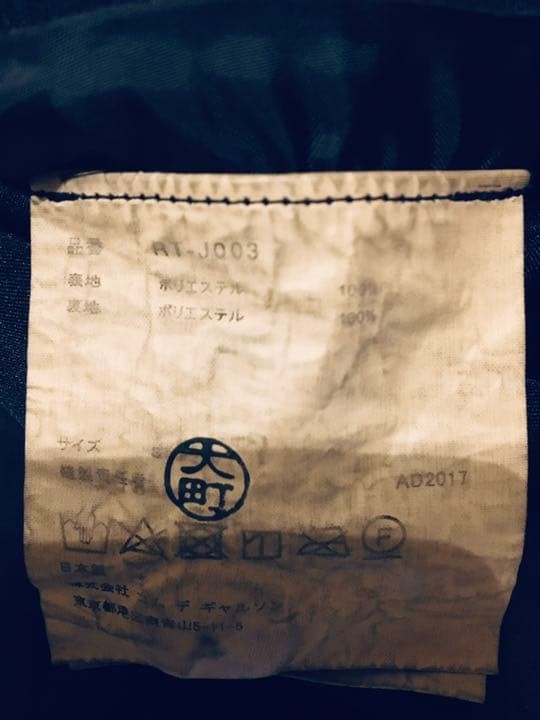 品番 RT-J003
表地 ポリエステル 100%
裏地 ポリエステル 100%
サイズ S
縫製責任者 大町 AD2017
F
日本製
株式会社 コム デ ギャルソン
東京都港区南青山5-11-5